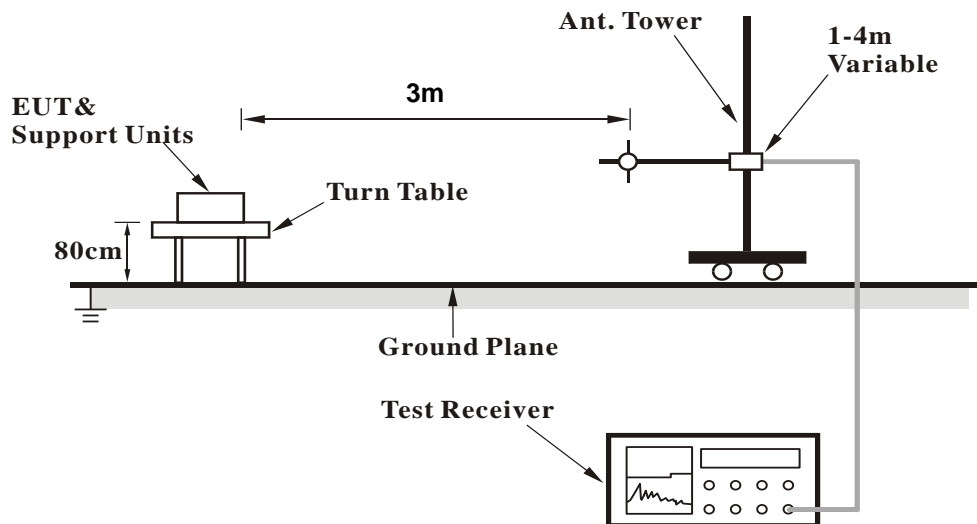 Ant. Tower
1-4m
Variable
3m
EUT&
Support Units
Turn Table
80cm
Ground Plane
Test Receiver